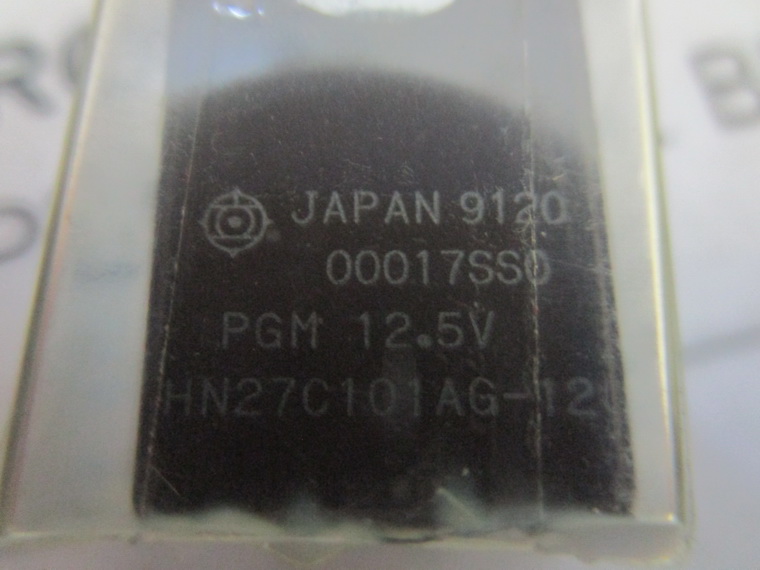 JAPAN 9120
00017SS0
PGM 12.5V
HN27C101AG-12